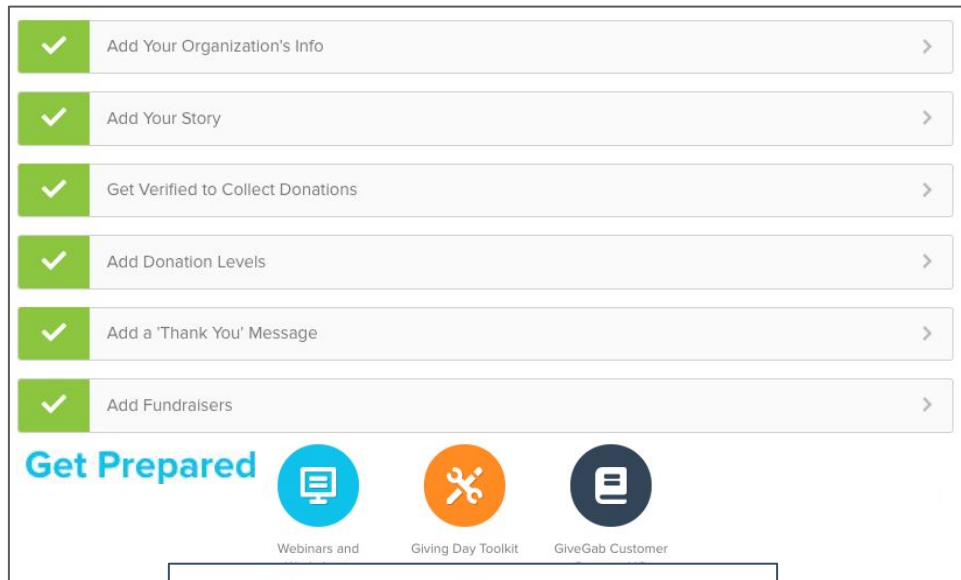 Add Your Organization's Info
Add Your Story
Get Verified to Collect Donations
Add Donation Levels
Add a 'Thank You' Message
Add Fundraisers
Get Prepared
Webinars and
Giving Day Toolkit
GiveGab Customer